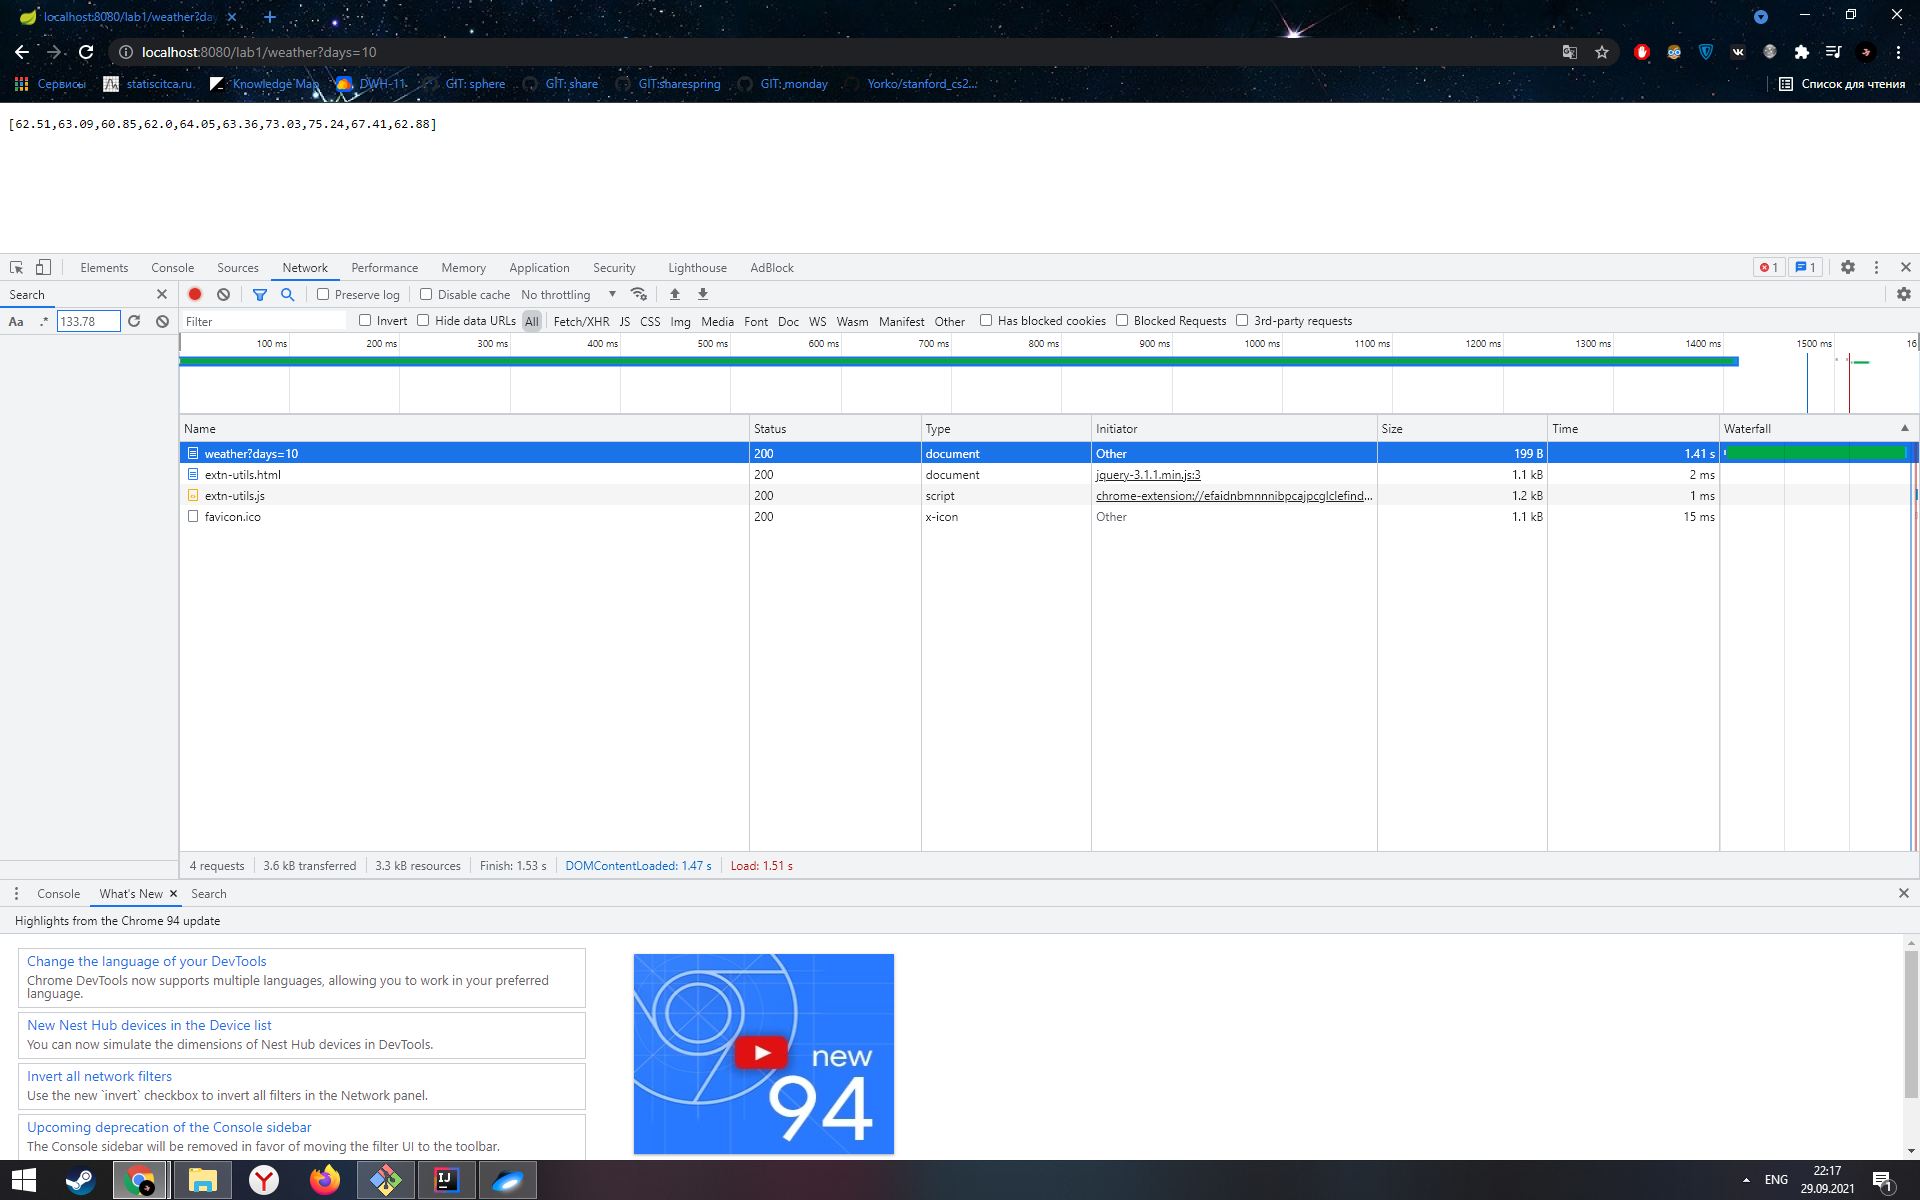 localhost:8080/lab1/weather?da
localhost:8080/lab1/weather?days=10
Сервисы statiscitca.ru. Knowledge Map DWH-11 GIT: sphere GIT: share GIT:sharespring GIT: monday Yorko/stanford_cs2... Список для чтения
[62.51,63.09,60.85,62.0,64.05,63.36,73.03,75.24,67.41,62.88]
Elements Console Sources Network Performance Memory Application Security Lighthouse AdBlock 1 1
Search Preserve log Disable cache No throttling
Aa .* 133.78 Filter Invert Hide data URLs All Fetch/XHR JS CSS Img Media Font Doc WS Wasm Manifest Other Has blocked cookies Blocked Requests 3rd-party requests
100 ms 200 ms 300 ms 400 ms 500 ms 600 ms 700 ms 800 ms 900 ms 1000 ms 1100 ms 1200 ms 1300 ms 1400 ms 1500 ms 16
Name Status Type Initiator Size Time Waterfall
weather?days=10 200 document Other 199 B 1.41 s
extn-utils.html 200 document jquery-3.1.1.min.js:3 1.1 kB 2 ms
extn-utils.js 200 script chrome-extension://efaidnbmnnnibpcajpcglclefind... 1.2 kB 1 ms
favicon.ico 200 x-icon Other 1.1 kB 15 ms
4 requests 3.6 kB transferred 3.3 kB resources Finish: 1.53 s DOMContentLoaded: 1.47 s Load: 1.51 s
Console What's New Search
Highlights from the Chrome 94 update
Change the language of your DevTools
Chrome DevTools now supports multiple languages, allowing you to work in your preferred
language.
New Nest Hub devices in the Device list
You can now simulate the dimensions of Nest Hub devices in DevTools.
Invert all network filters
Use the new `invert` checkbox to invert all filters in the Network panel.
Upcoming deprecation of the Console sidebar
The Console sidebar will be removed in favor of moving the filter UI to the toolbar.
new
94
ENG
22:17
29.09.2021
1